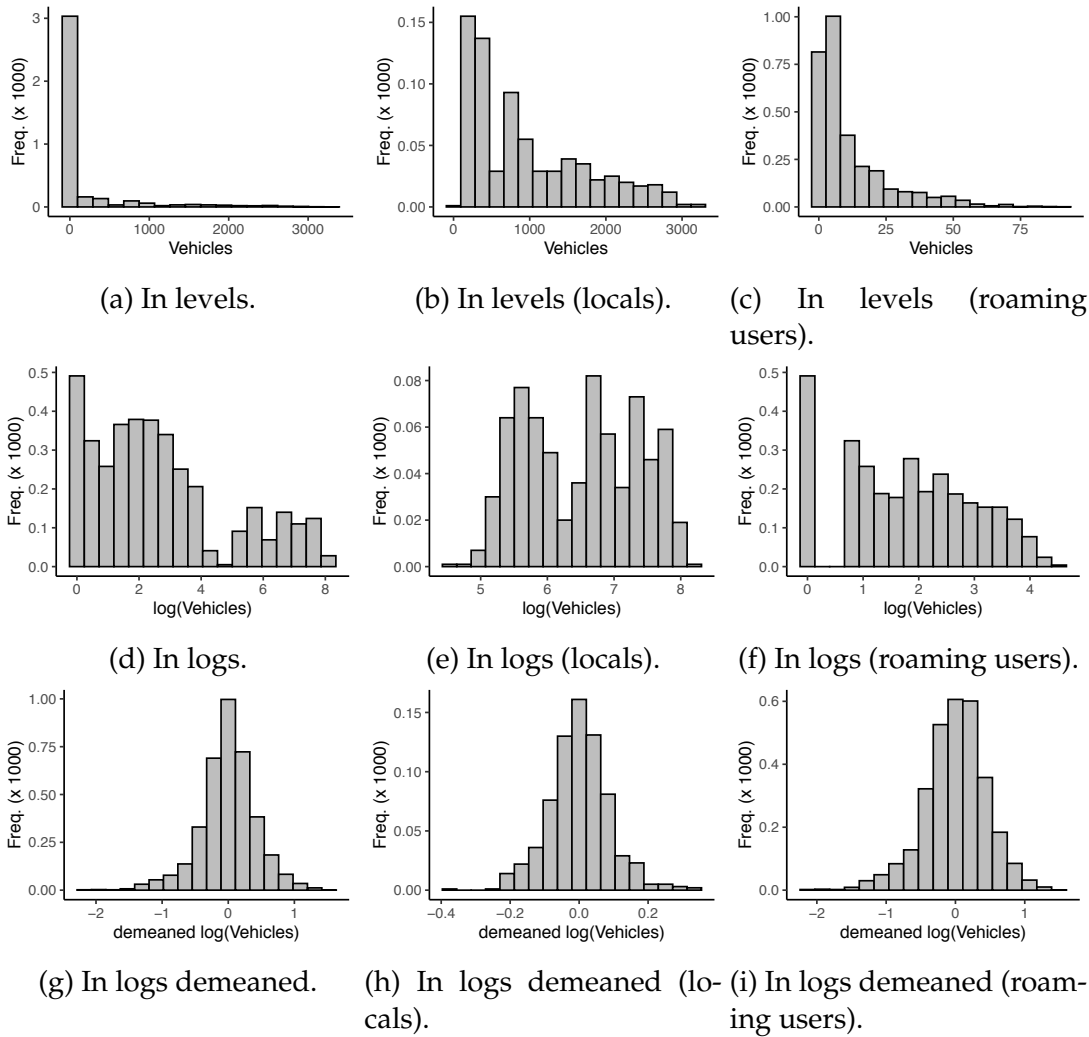 3
2
1
0
Freq. (x 1000)
0 1000 2000 3000
Vehicles
0.15
0.10
0.05
0.00
Freq. (x 1000)
0 1000 2000 3000
Vehicles
1.00
0.75
0.50
0.25
0.00
Freq. (x 1000)
0 25 50 75
Vehicles
(a) In levels.
(b) In levels (locals).
(c) In levels (roaming
users).
0.5
0.4
0.3
0.2
0.1
0.0
Freq. (x 1000)
0 2 4 6 8
log(Vehicles)
0.08
0.06
0.04
0.02
0.00
Freq. (x 1000)
5 6 7 8
log(Vehicles)
0.5
0.4
0.3
0.2
0.1
0.0
Freq. (x 1000)
0 1 2 3 4
log(Vehicles)
(d) In logs.
(e) In logs (locals).
(f) In logs (roaming users).
1.00
0.75
0.50
0.25
0.00
Freq. (x 1000)
−2 −1 0 1
demeaned log(Vehicles)
0.15
0.10
0.05
0.00
Freq. (x 1000)
−0.4 −0.2 0.0 0.2
demeaned log(Vehicles)
0.6
0.4
0.2
0.0
Freq. (x 1000)
−2 −1 0 1
demeaned log(Vehicles)
(g) In logs demeaned.
(h) In logs demeaned (lo-
cals).
(i) In logs demeaned (roam-
ing users).